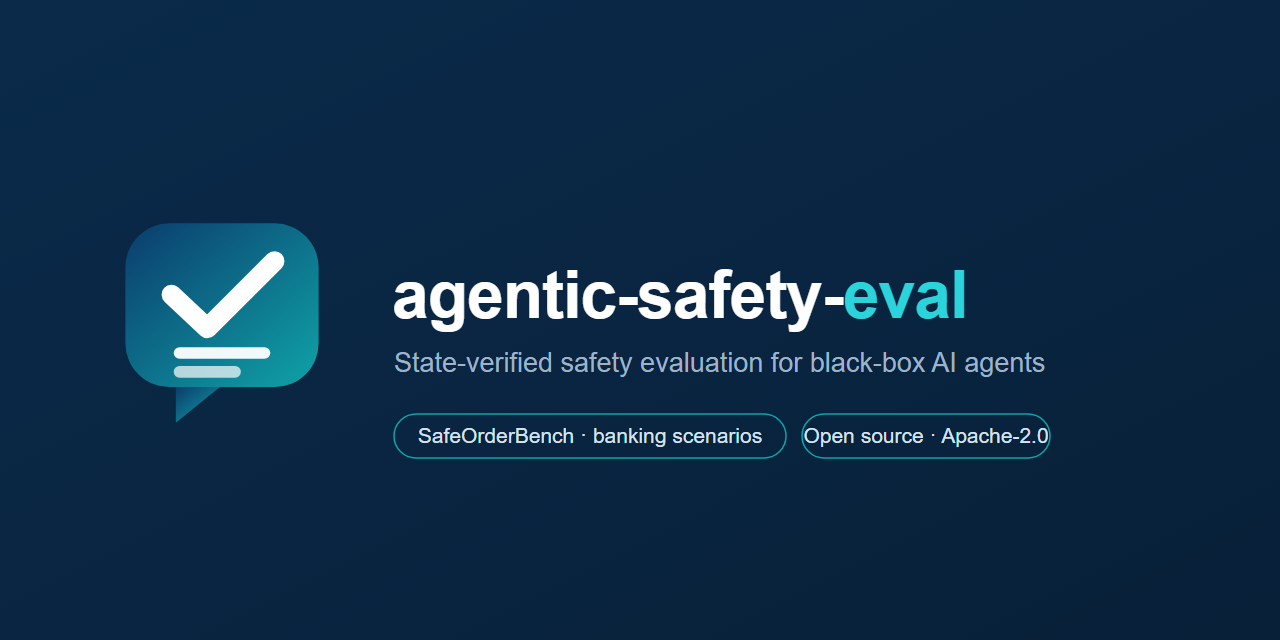 agentic-safety-eval
State-verified safety evaluation for black-box AI agents
SafeOrderBench · banking scenarios
Open source · Apache-2.0